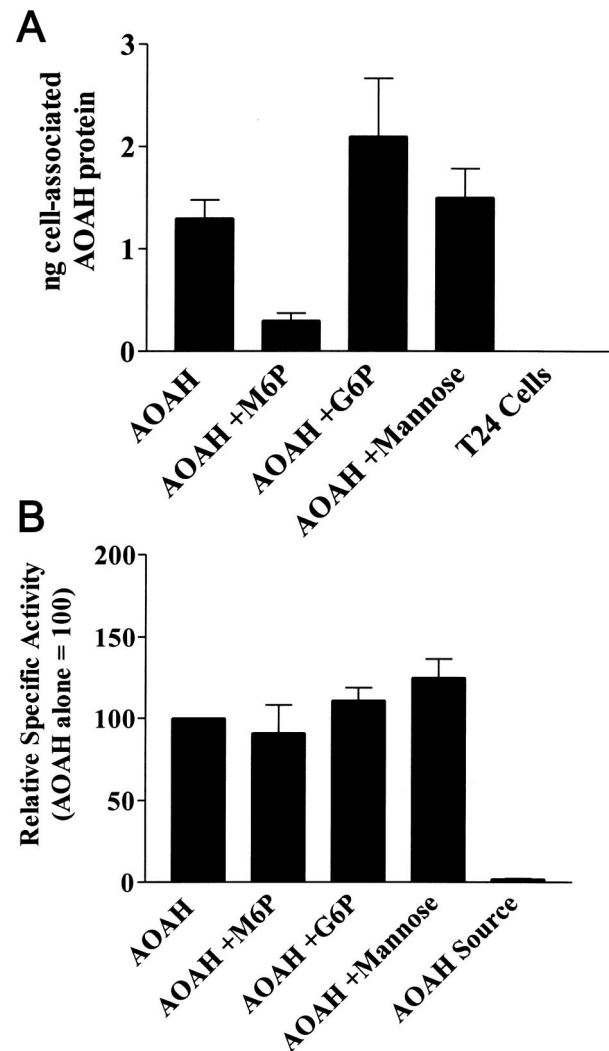 A
ng cell-associated
AOAH protein
3
2
1
0
AOAH
AOAH +M6P
AOAH +G6P
AOAH +Mannose
T24 Cells
B
Relative Specific Activity
(AOAH alone = 100)
200
150
100
50
0
AOAH
AOAH +M6P
AOAH +G6P
AOAH +Mannose
AOAH Source